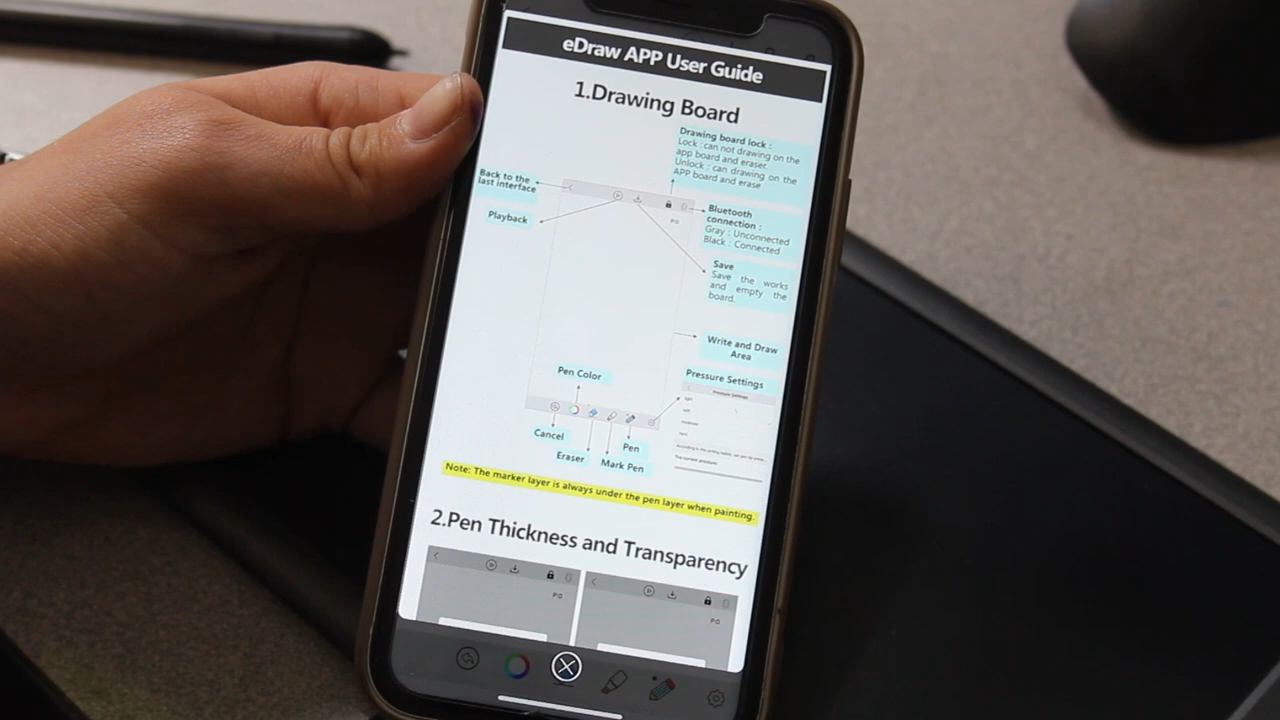 eDraw APP User Guide
1.Drawing Board
Drawing board lock :
Lock : can not drawing on the
app board and eraser.
Unlock : can drawing on the
APP board and erase
Back to the
last interface
Playback
Bluetooth
connection :
Gray : Unconnected
Black : Connected
Save
Save the works
and empty the
board.
Write and Draw
Area
Pen Color
Pressure Settings
Pressure Settings
Cancel
Eraser
Mark Pen
Pen
Note: The marker layer is always under the pen layer when painting.
2.Pen Thickness and Transparency